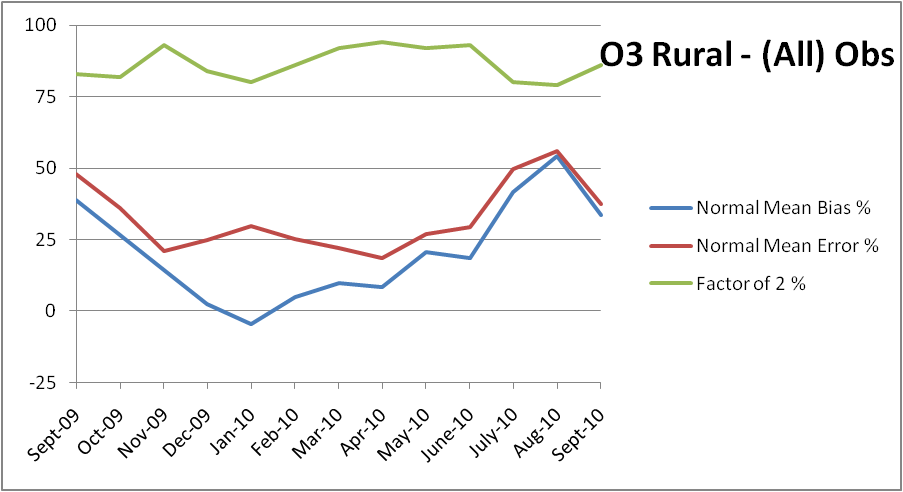 O3 Rural - (All) Obs
100
75
50
25
0
-25
Sept-09
Oct-09
Nov-09
Dec-09
Jan-10
Feb-10
Mar-10
Apr-10
May-10
June-10
July-10
Aug-10
Sept-10
Normal Mean Bias %
Normal Mean Error %
Factor of 2 %